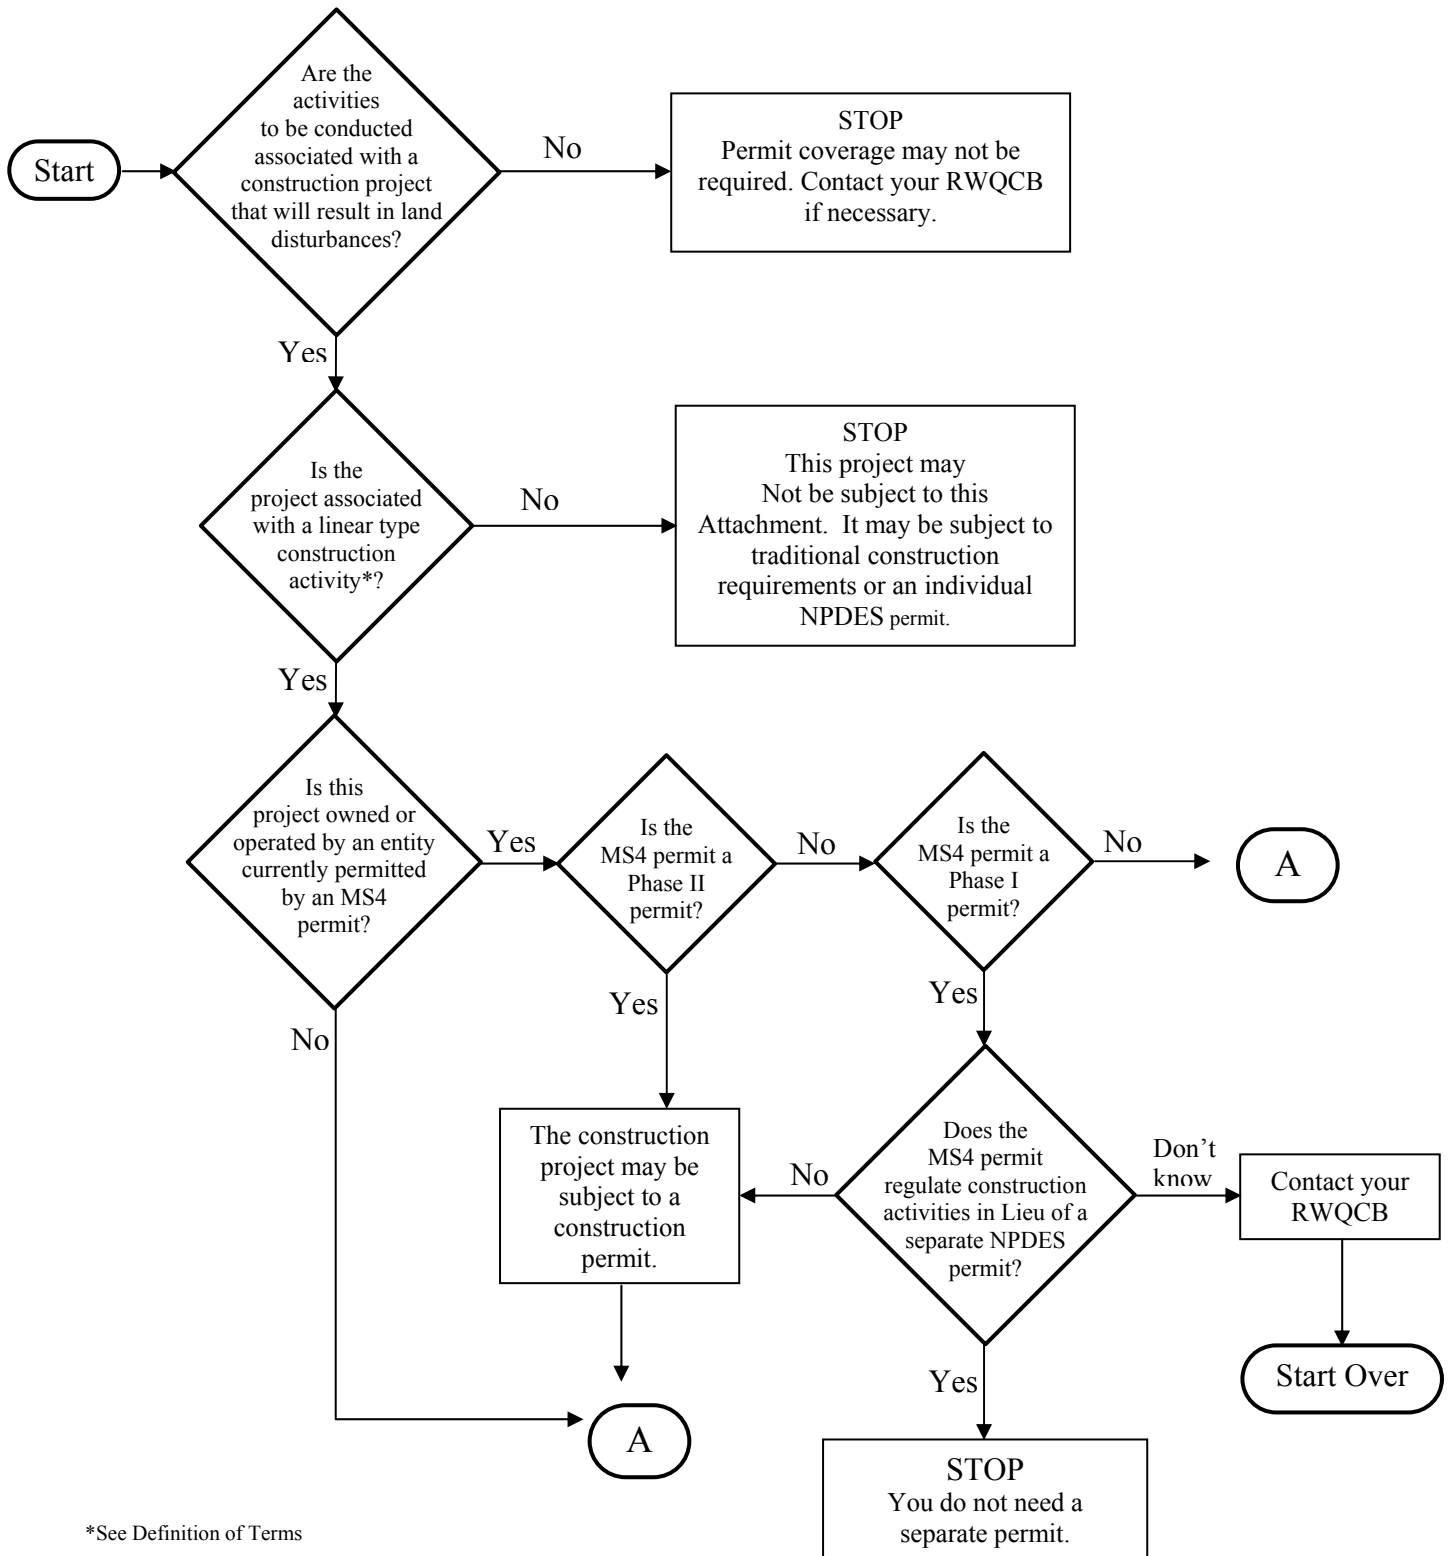 Start
Are the
activities
to be conducted
associated with a
construction project
that will result in land
disturbances?
No
STOP
Permit coverage may not be
required. Contact your RWQCB
if necessary.
Yes
Is the
project associated
with a linear type
construction
activity*?
No
STOP
This project may
Not be subject to this
Attachment. It may be subject to
traditional construction
requirements or an individual
NPDES permit.
Yes
Is this
project owned or
operated by an entity
currently permitted
by an MS4
permit?
Yes
Is the
MS4 permit a
Phase II
permit?
No
Is the
MS4 permit a
Phase I
permit?
No
A
Yes
Yes
No
The construction
project may be
subject to a
construction
permit.
No
Does the
MS4 permit
regulate construction
activities in Lieu of a
separate NPDES
permit?
Don't
know
Contact your
RWQCB
Start Over
Yes
A
STOP
You do not need a
separate permit.
*See Definition of Terms